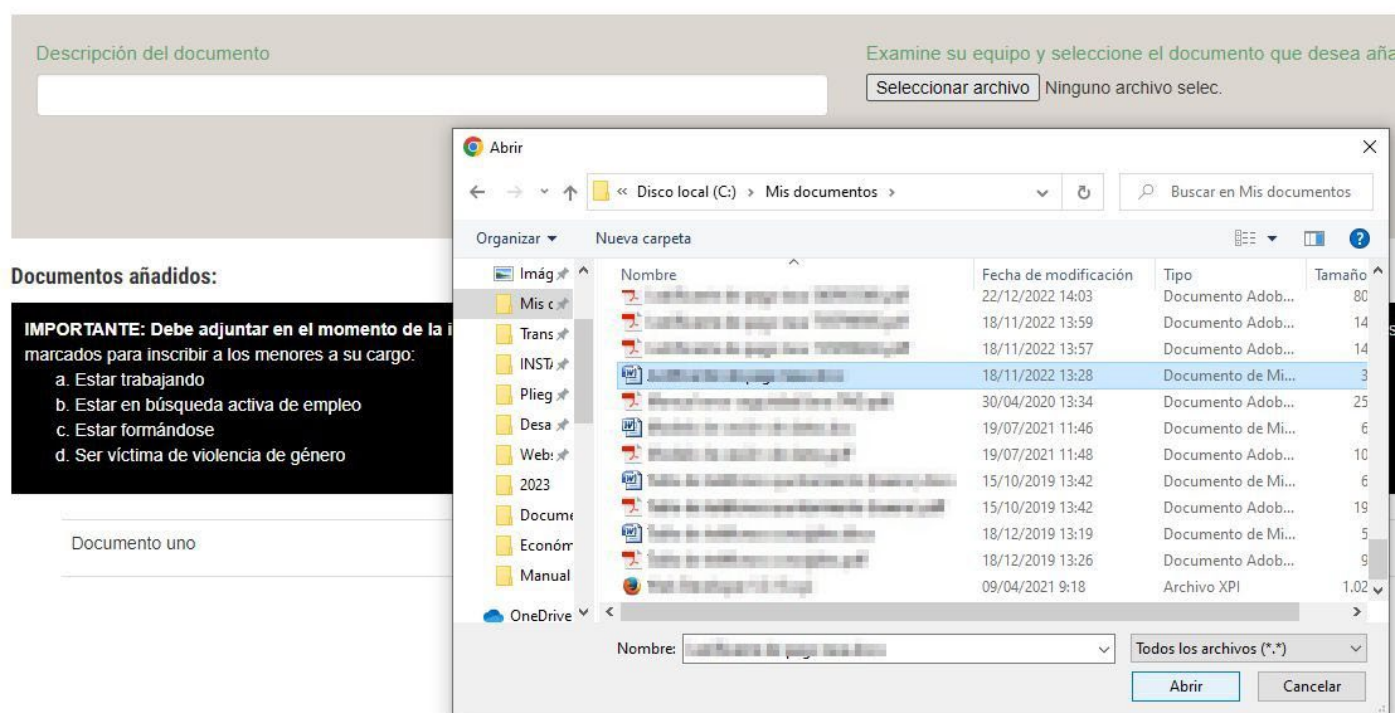 Descripción del documento
Examine su equipo y seleccione el documento que desea aña
Seleccionar archivo Ninguno archivo selec.
Abrir
« Disco local (C:) > Mis documentos >
Buscar en Mis documentos
Organizar
Nueva carpeta
Documentos añadidos:
IMPORTANTE: Debe adjuntar en el momento de la i
marcados para inscribir a los menores a su cargo:
a. Estar trabajando
b. Estar en búsqueda activa de empleo
c. Estar formándose
d. Ser víctima de violencia de género
Documento uno
Imág
Mis c
Trans
INSTA
Plieg
Desa
Web:
2023
Docume
Económ
Manual
OneDrive
Nombre Fecha de modificación Tipo Tamaño
22/12/2022 14:03 Documento Adob... 80
18/11/2022 13:59 Documento Adob... 14
18/11/2022 13:57 Documento Adob... 14
18/11/2022 13:28 Documento de Mi... 3
30/04/2020 13:34 Documento Adob... 25
19/07/2021 11:46 Documento de Mi... 6
19/07/2021 11:48 Documento Adob... 10
15/10/2019 13:42 Documento de Mi... 6
15/10/2019 13:42 Documento Adob... 19
18/12/2019 13:19 Documento de Mi... 5
18/12/2019 13:26 Documento Adob... 9
09/04/2021 9:18 Archivo XPI 1.02
Nombre:
Todos los archivos (*.*)
Abrir
Cancelar